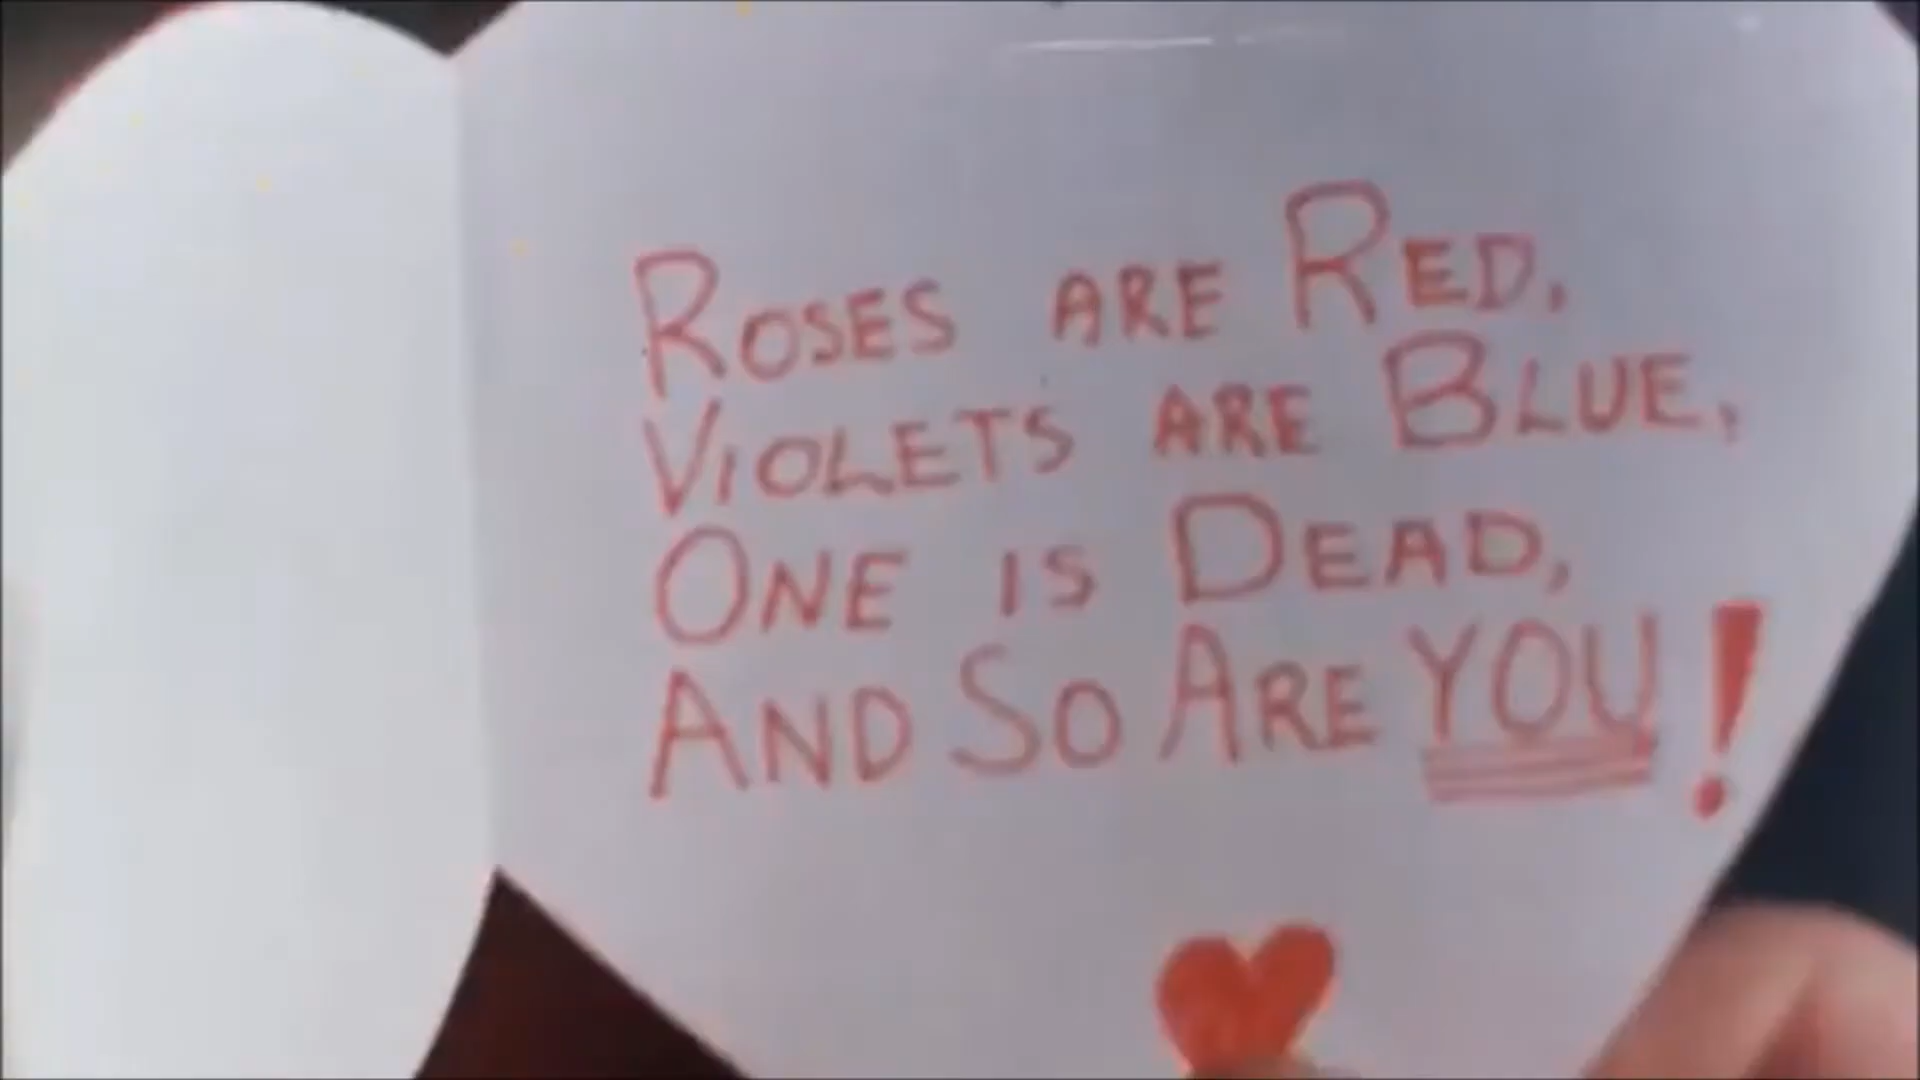 ROSES ARE RED,
VIOLETS ARE BLUE,
ONE IS DEAD,
AND SO ARE YOU!